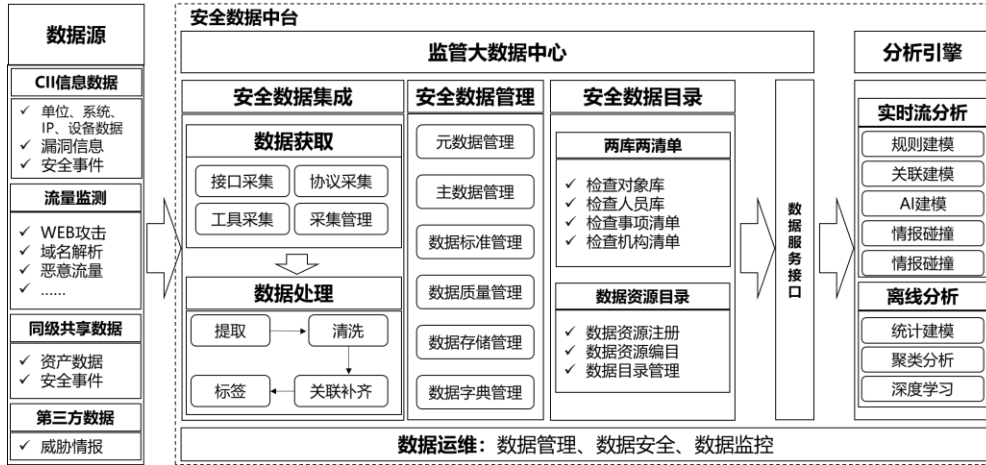 数据源
CII信息数据
✓ 单位、系统、
IP、设备数据
✓ 漏洞信息
✓ 安全事件
流量监测
✓ WEB攻击
✓ 域名解析
✓ 恶意流量
✓ ......
同级共享数据
✓ 资产数据
✓ 安全事件
第三方数据
✓ 威胁情报
安全数据中台
监管大数据中心
安全数据集成
数据获取
接口采集 协议采集
工具采集 采集管理
数据处理
提取 清洗
标签 关联补齐
安全数据管理
元数据管理
主数据管理
数据标准管理
数据质量管理
数据存储管理
数据字典管理
安全数据目录
两库两清单
✓ 检查对象库
✓ 检查人员库
✓ 检查事项清单
✓ 检查机构清单
数据资源目录
✓ 数据资源注册
✓ 数据资源编目
✓ 数据目录管理
数据服务接口
分析引擎
实时流分析
规则建模
关联建模
AI建模
情报碰撞
情报碰撞
离线分析
统计建模
聚类分析
深度学习
数据运维：数据管理、数据安全、数据监控